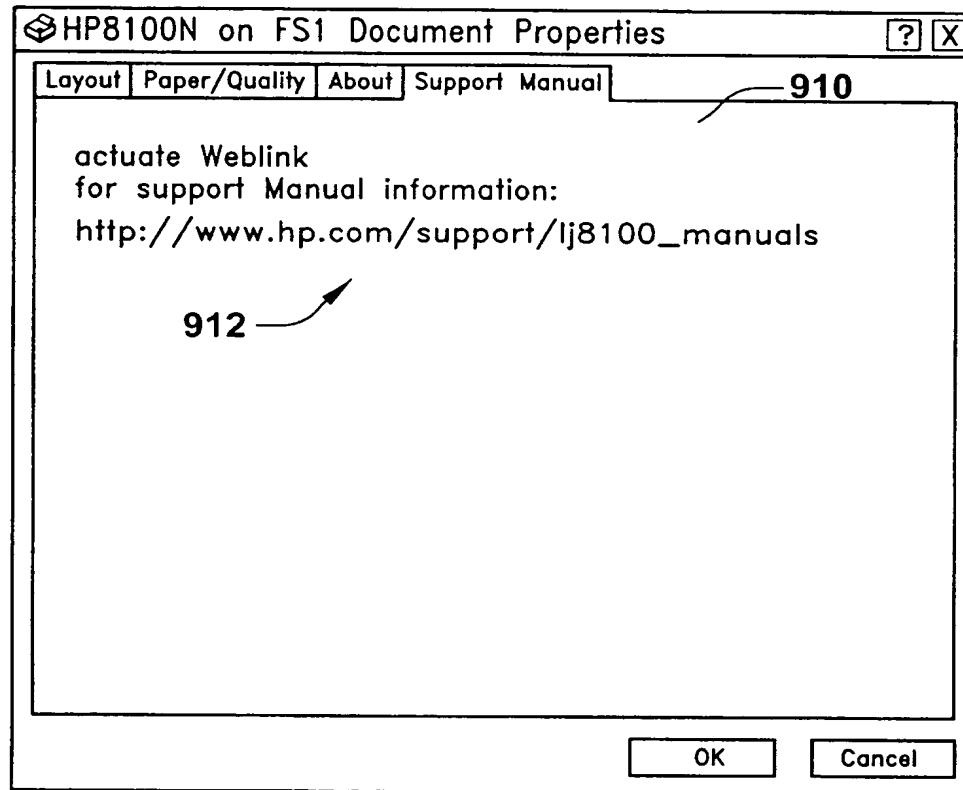 HP8100N on FS1 Document Properties ? X
Layout Paper/Quality About Support Manual
910
actuate Weblink
for support Manual information:
http://www.hp.com/support/lj8100_manuals
912
OK Cancel